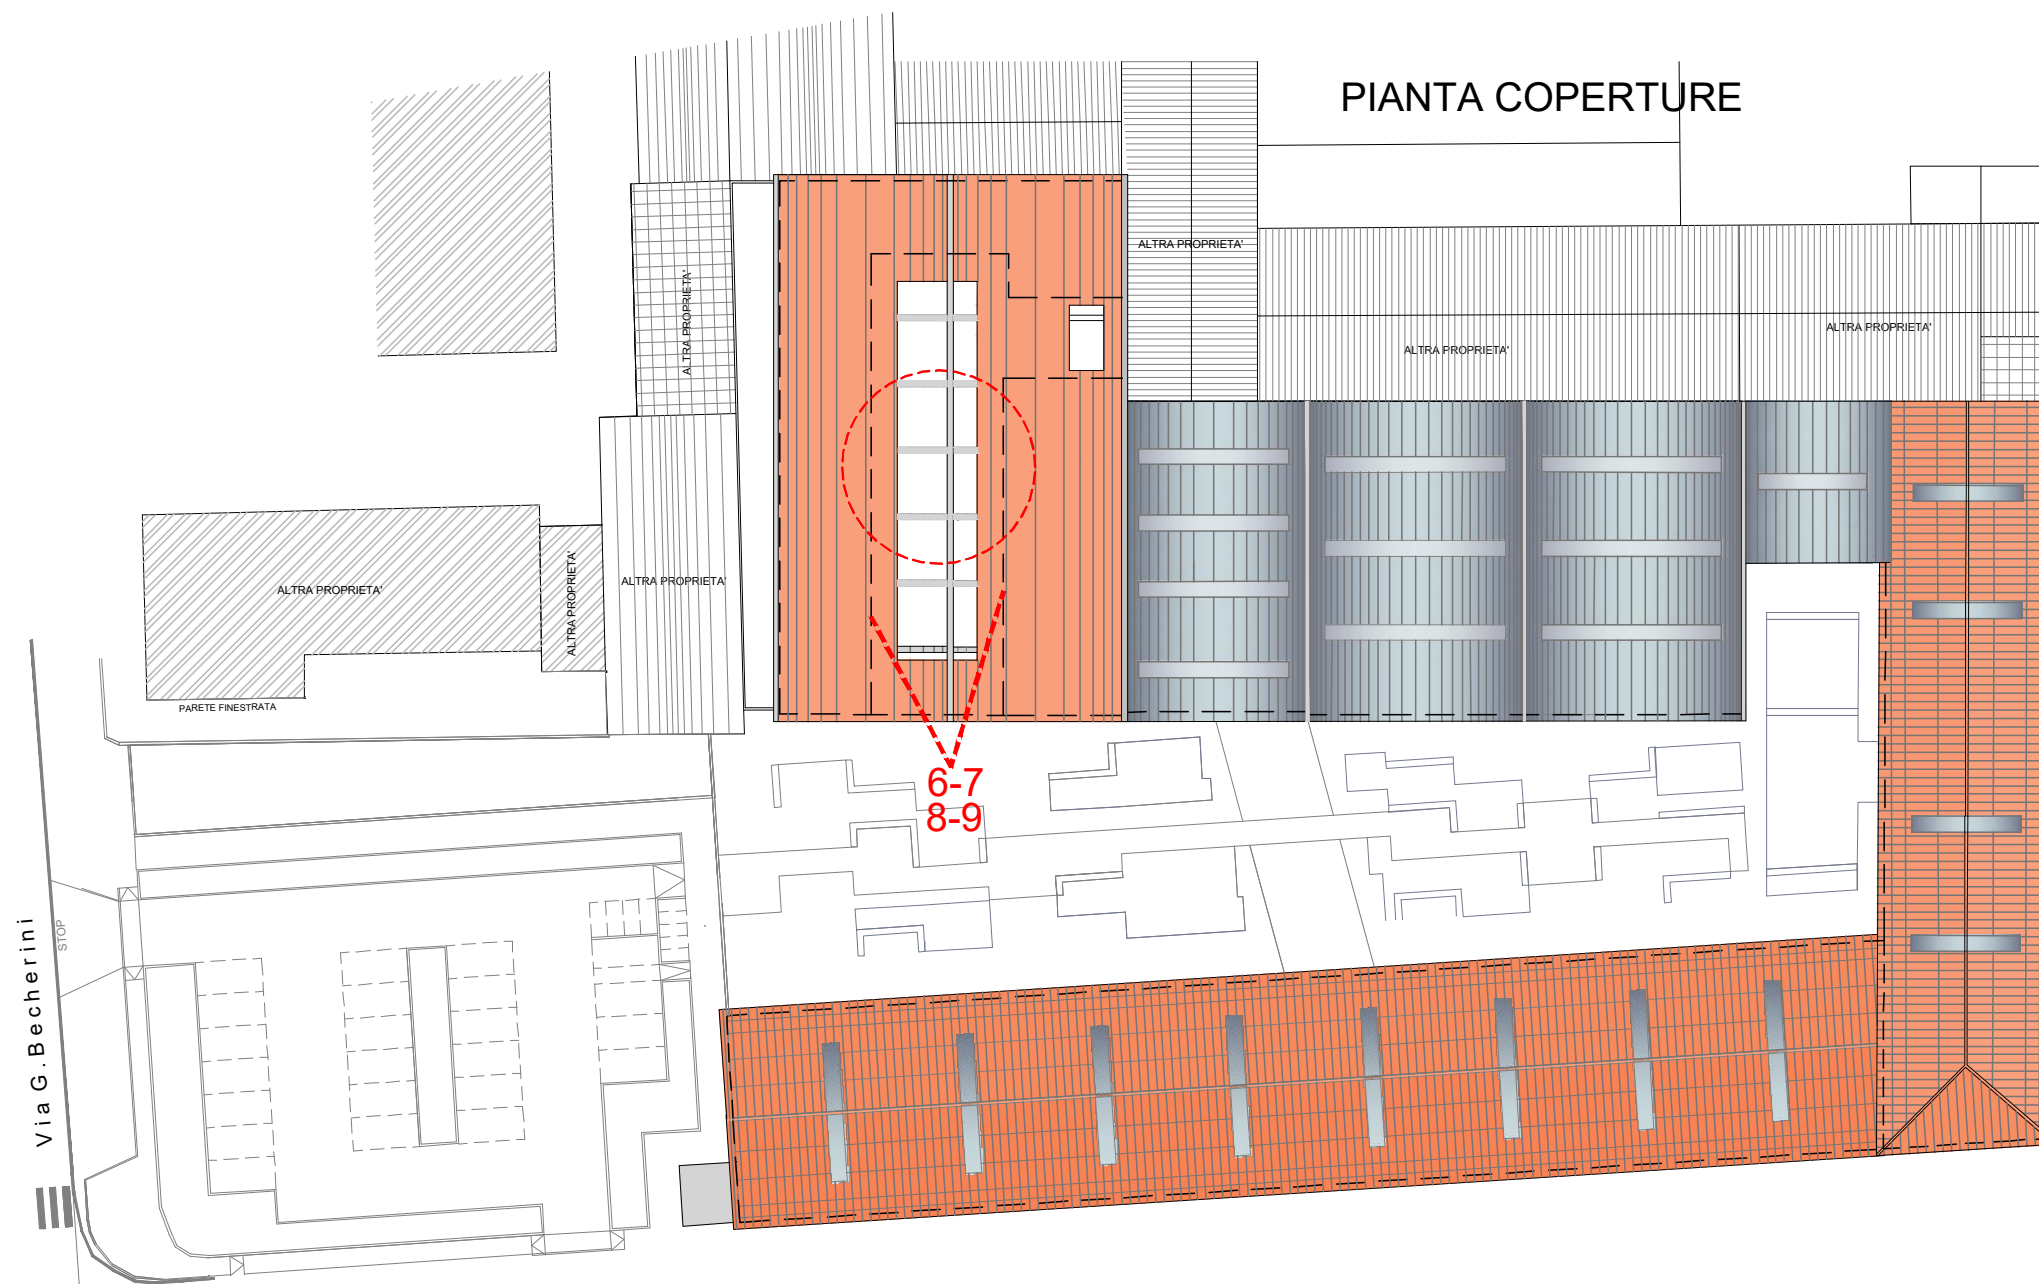 PIANTA COPERTURE
ALTRA PROPRIETA'
ALTRA PROPRIETA'
ALTRA PROPRIETA'
ALTRA PROPRIETA'
ALTRA PROPRIETA'
ALTRA PROPRIETA'
ALTRA PROPRIETA'
ALTRA PROPRIETA'
PARETE FINESTRATA
6-7
8-9
STOP
Via G. Becherini